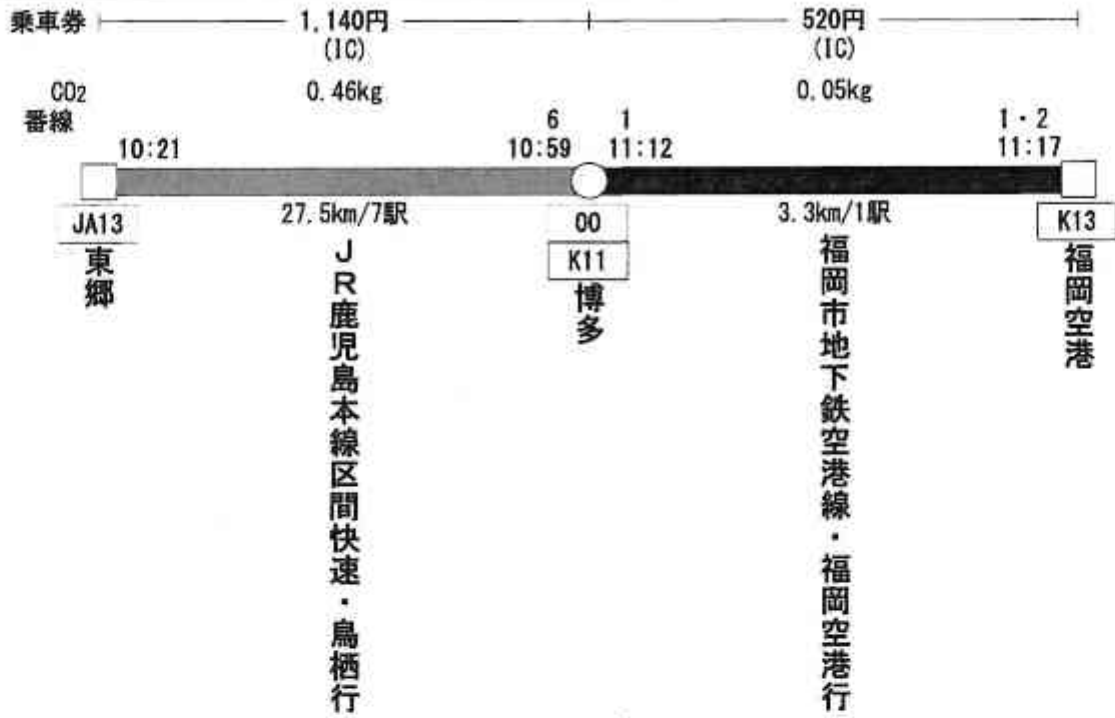 乗車券 1,140円 520円
(IC) (IC)
CO2 0.46kg 0.05kg
番線 6 1 1・2
10:21 10:59 11:12 11:17
27.5km/7駅 3.3km/1駅
JA13 00 K13
K11
東郷
JR鹿児島本線区間快速・鳥栖行
博多
福岡市地下鉄空港線・福岡空港行
福岡空港